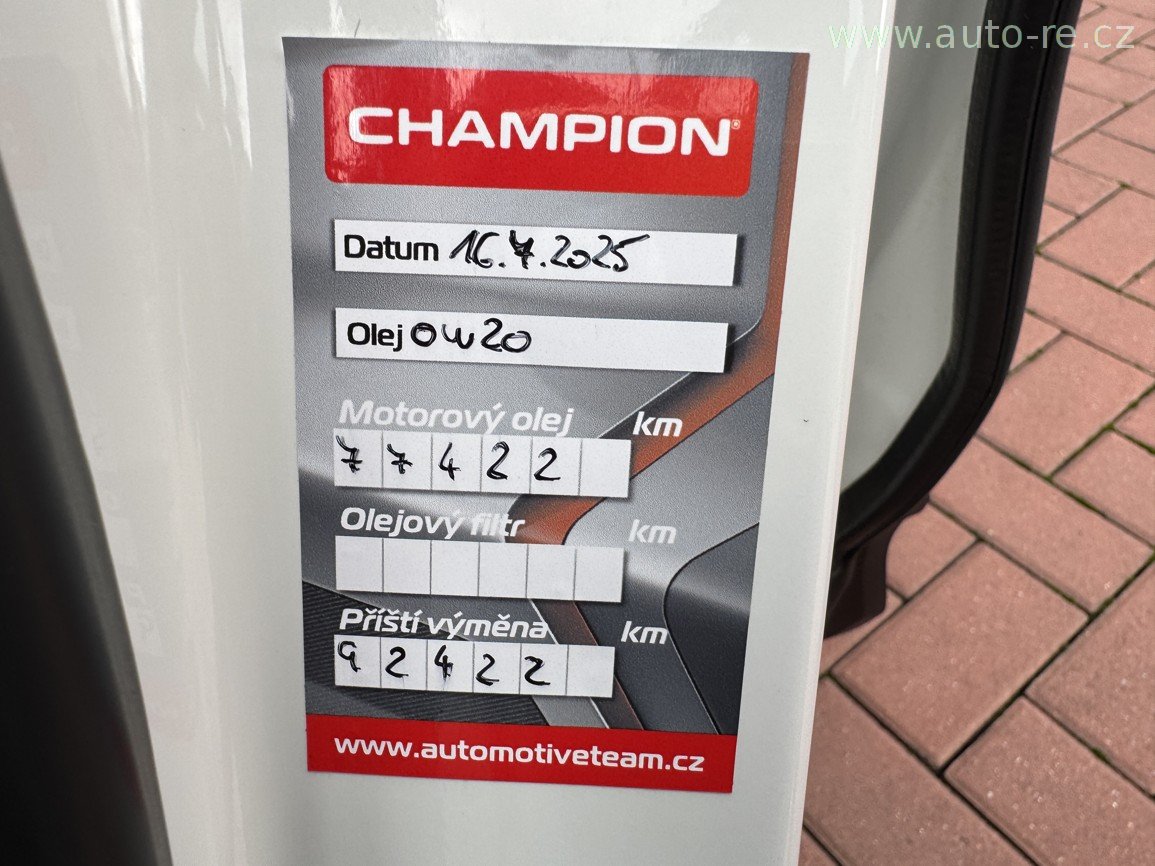 www.auto-re.cz
CHAMPION®
Datum 16.7.2025
Olej 0W20
Motorový olej km
77422
Olejový filtr km
Příští výměna km
92422
www.automotiveteam.cz